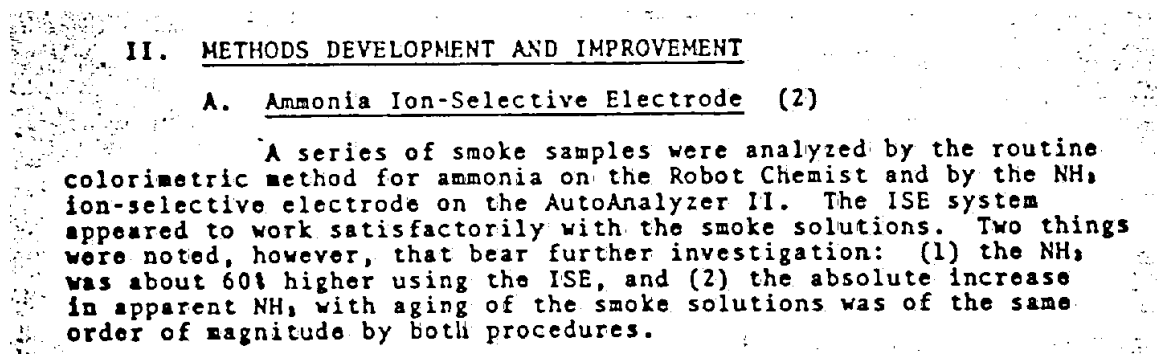 II. METHODS DEVELOPMENT AND IMPROVEMENT
A. Ammonia Ion-Selective Electrode (2)
A series of smoke samples were analyzed by the routine
colorimetric method for ammonia on the Robot Chemist and by the NH₃
ion-selective electrode on the AutoAnalyzer II. The ISE system
appeared to work satisfactorily with the smoke solutions. Two things
were noted, however, that bear further investigation: (1) the NH₃
was about 60% higher using the ISE, and (2) the absolute increase
in apparent NH₃ with aging of the smoke solutions was of the same
order of magnitude by both procedures.